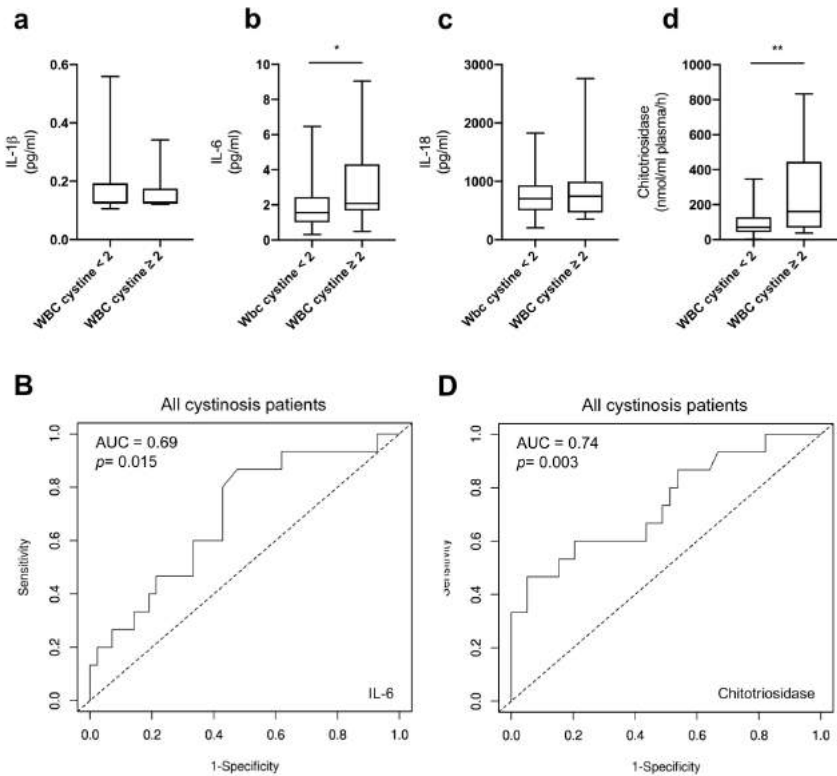 a
b
c
d
IL-1β
(pg/ml)
0.6
0.4
0.2
0.0
WBC cystine < 2
WBC cystine ≥ 2
IL-6
(pg/ml)
10
8
6
4
2
0
*
Wbc cystine < 2
WBC cystine ≥ 2
IL-18
(pg/ml)
3000
2000
1000
0
WBC cystine < 2
WBC cystine ≥ 2
Chitotriosidase
(nmol/ml plasma/h)
1000
800
600
400
200
0
**
WBC cystine < 2
WBC cystine ≥ 2
B
All cystinosis patients
AUC = 0.69
p= 0.015
Sensitivity
1.0
0.8
0.6
0.4
0.2
0.0
IL-6
0.0
0.2
0.4
0.6
0.8
1.0
1-Specificity
D
All cystinosis patients
AUC = 0.74
p= 0.003
Sensitivity
1.0
0.8
0.6
0.4
0.2
0.0
Chitotriosidase
0.0
0.2
0.4
0.6
0.8
1.0
1-Specificity